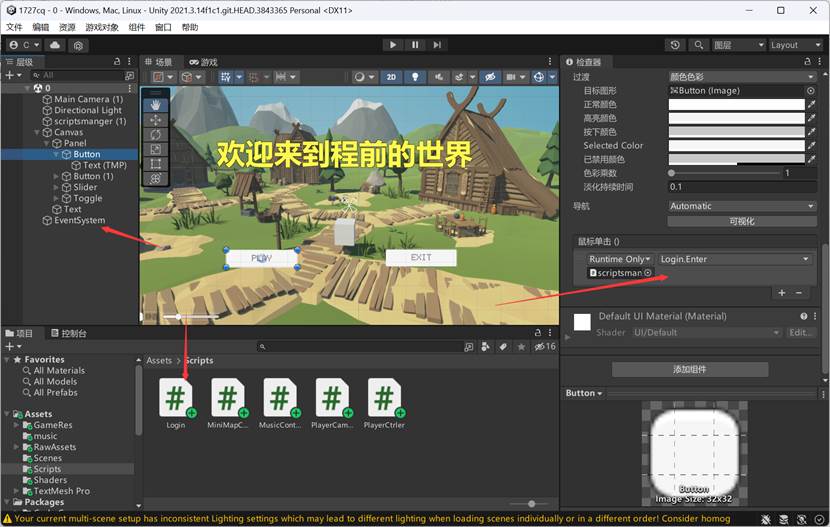 1727cq - 0 - Windows, Mac, Linux - Unity 2021.3.14f1c1.git.HEAD.3843365 Personal <DX11>
文件 编辑 资源 游戏对象 组件 窗口 帮助
C 图层 Layout
层级
All
0
Main Camera (1)
Directional Light
scriptsmanger (1)
Canvas
Panel
Button
Text (TMP)
Button (1)
Slider
Toggle
Text
EventSystem
场景 游戏
2D
欢迎来到程前的世界
PLAY
EXIT
检查器
过渡 颜色色彩
目标图形 Button (Image)
正常颜色
高亮颜色
按下颜色
Selected Color
已禁用颜色
色彩乘数 1
淡化持续时间 0.1
导航 Automatic
可视化
鼠标单击 ()
Runtime Only Login.Enter
scriptsman
Default UI Material (Material)
Shader UI/Default Edit...
添加组件
Button
Button
Image Size: 32x32
项目 控制台
16
Favorites
All Materials
All Models
All Prefabs
Assets
GameRes
music
RawAssets
Scenes
Scripts
Shaders
TextMesh Pro
Packages
Assets > Scripts
Login MiniMapC... MusicCont... PlayerCam... PlayerCtrler
Your current multi-scene setup has inconsistent Lighting settings which may lead to different lighting when loading scenes individually or in a different order! Consider homog